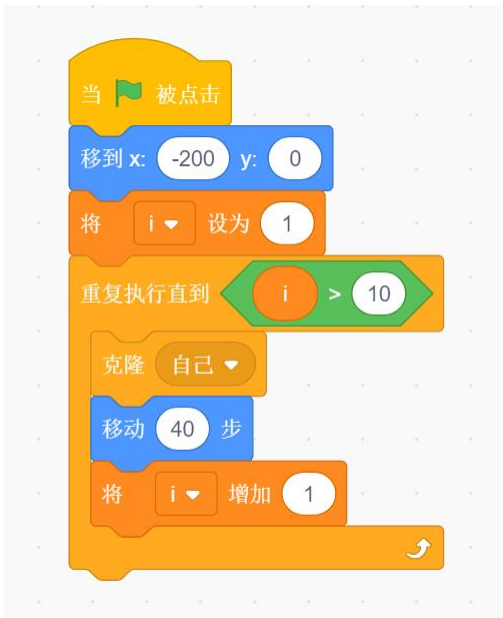 当 被点击
移到 x: -200 y: 0
将 i 设为 1
重复执行直到 i > 10
克隆 自己
移动 40 步
将 i 增加 1